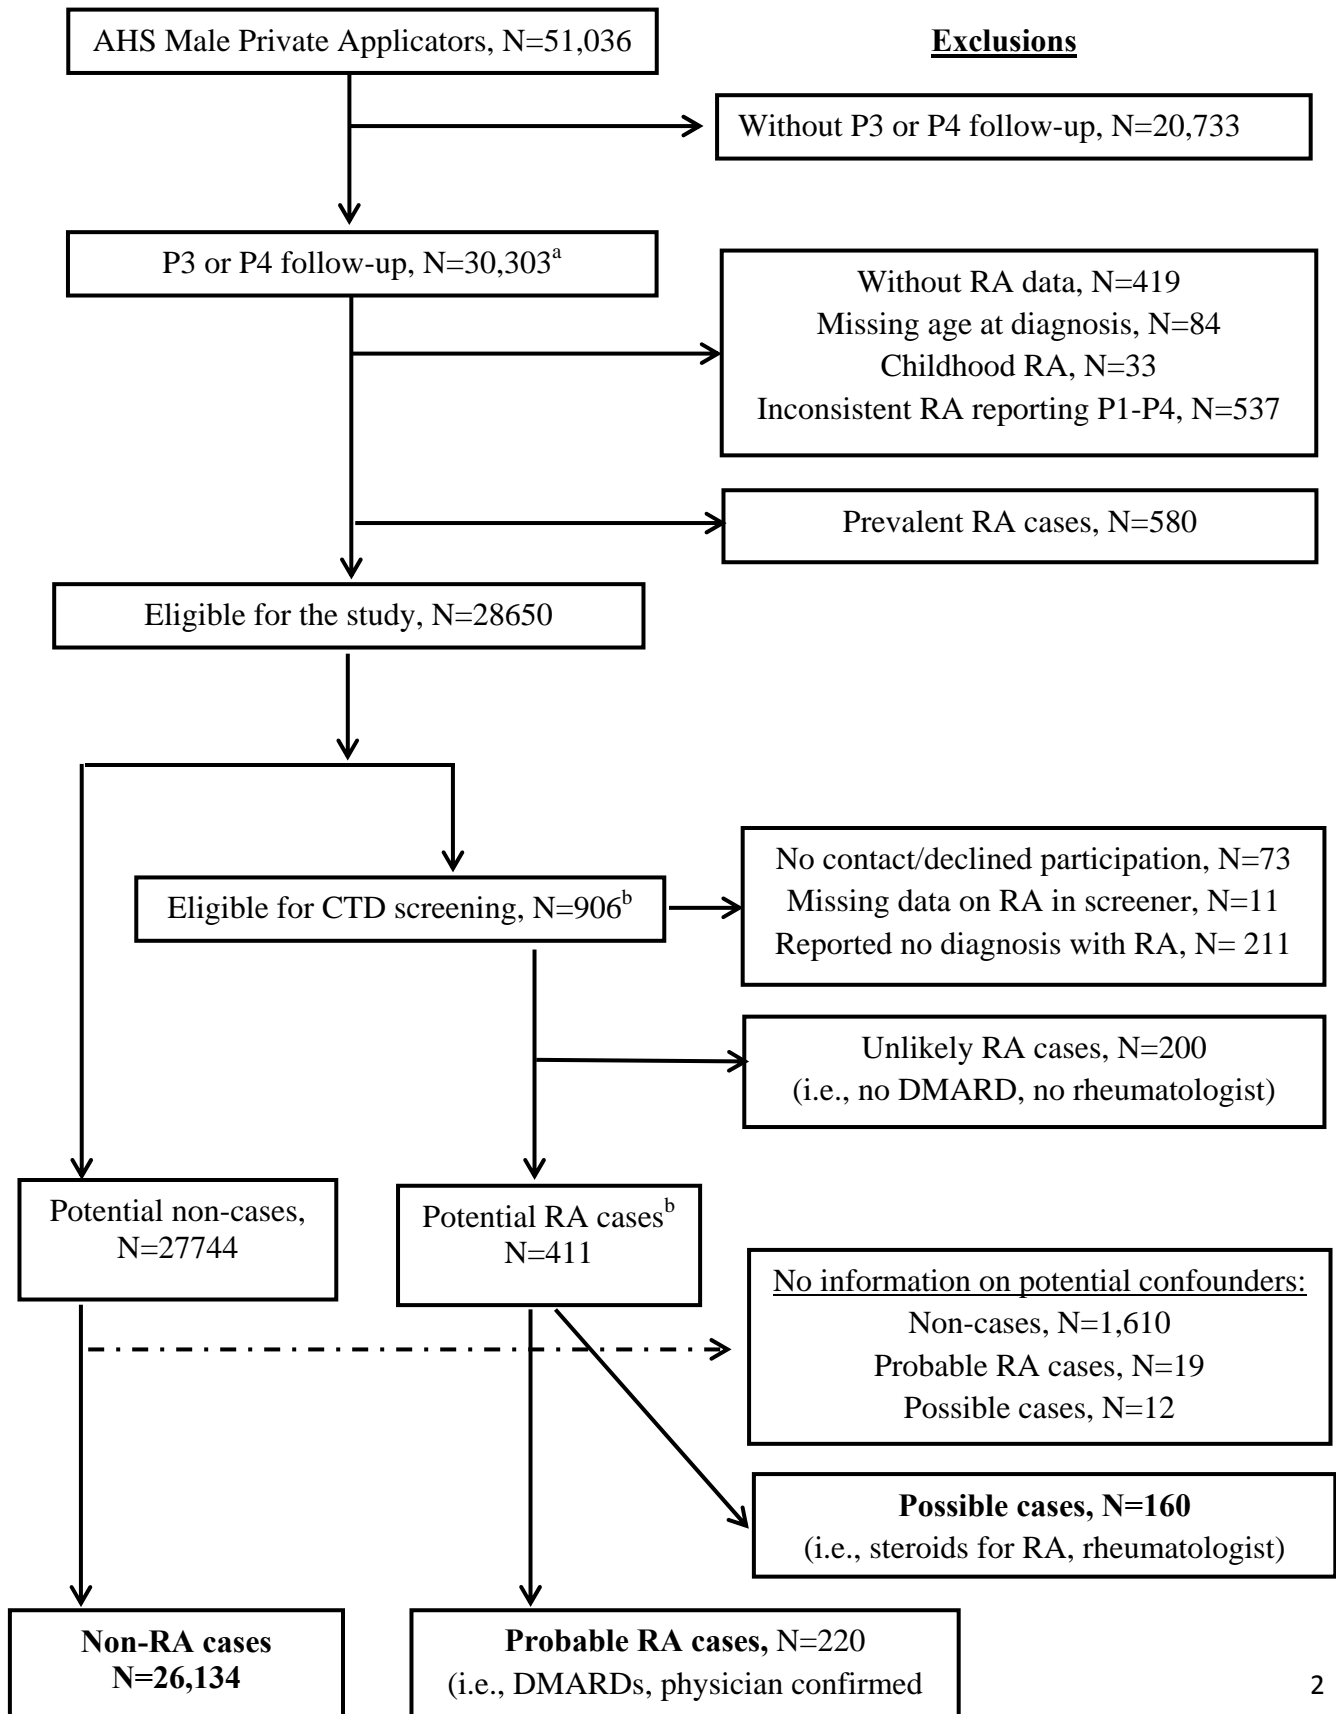 AHS Male Private Applicators, N=51,036
Exclusions
Without P3 or P4 follow-up, N=20,733
P3 or P4 follow-up, N=30,303a
Without RA data, N=419
Missing age at diagnosis, N=84
Childhood RA, N=33
Inconsistent RA reporting P1-P4, N=537
Prevalent RA cases, N=580
Eligible for the study, N=28650
No contact/declined participation, N=73
Missing data on RA in screener, N=11
Reported no diagnosis with RA, N= 211
Eligible for CTD screening, N=906b
Unlikely RA cases, N=200
(i.e., no DMARD, no rheumatologist)
Potential non-cases,
N=27744
Potential RA casesb
N=411
No information on potential confounders:
Non-cases, N=1,610
Probable RA cases, N=19
Possible cases, N=12
Possible cases, N=160
(i.e., steroids for RA, rheumatologist)
Non-RA cases
N=26,134
Probable RA cases, N=220
(i.e., DMARDs, physician confirmed
2